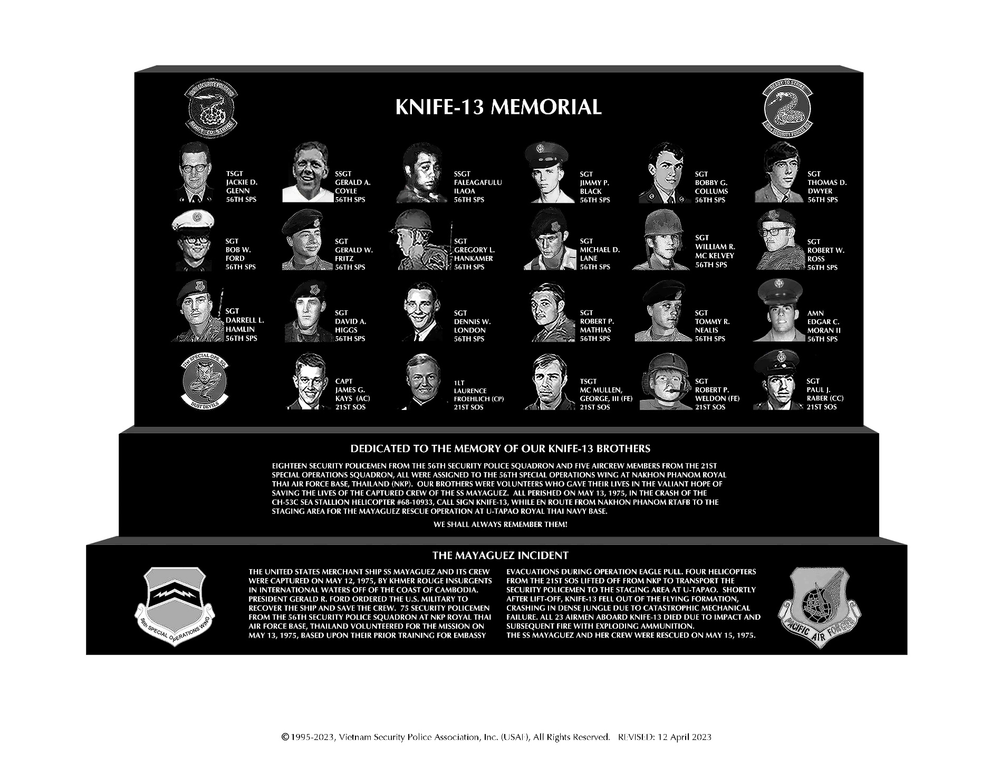 56TH SECURITY POLICE SQ
READY TO STRIKE
KNIFE-13 MEMORIAL
READY TO STRIKE
56th SECURITY FORCES SQ
TSGT
JACKIE D.
GLENN
56TH SPS
SSGT
GERALD A.
COYLE
56TH SPS
SSGT
FALEAGAFULU
ILAOA
56TH SPS
SGT
JIMMY P.
BLACK
56TH SPS
SGT
BOBBY G.
COLLUMS
56TH SPS
SGT
THOMAS D.
DWYER
56TH SPS
SGT
BOB W.
FORD
56TH SPS
SGT
GERALD W.
FRITZ
56TH SPS
SGT
GREGORY L.
HANKAMER
56TH SPS
SGT
MICHAEL D.
LANE
56TH SPS
SGT
WILLIAM R.
MC KELVEY
56TH SPS
SGT
ROBERT W.
ROSS
56TH SPS
SGT
DARRELL L.
HAMLIN
56TH SPS
SGT
DAVID A.
HIGGS
56TH SPS
SGT
DENNIS W.
LONDON
56TH SPS
SGT
ROBERT P.
MATHIAS
56TH SPS
SGT
TOMMY R.
NEALIS
56TH SPS
AMN
EDGAR C.
MORAN II
56TH SPS
21st SPECIAL OPS. SQ.
DUST DEVILS
CAPT
JAMES G.
KAYS (AC)
21ST SOS
1LT
LAURENCE
FROEHLICH (CP)
21ST SOS
TSGT
MC MULLEN,
GEORGE, III (FE)
21ST SOS
SGT
ROBERT P.
WELDON (FE)
21ST SOS
SGT
PAUL J.
RABER (CC)
21ST SOS
DEDICATED TO THE MEMORY OF OUR KNIFE-13 BROTHERS
EIGHTEEN SECURITY POLICEMEN FROM THE 56TH SECURITY POLICE SQUADRON AND FIVE AIRCREW MEMBERS FROM THE 21ST
SPECIAL OPERATIONS SQUADRON, ALL WERE ASSIGNED TO THE 56TH SPECIAL OPERATIONS WING AT NAKHON PHANOM ROYAL
THAI AIR FORCE BASE, THAILAND (NKP). OUR BROTHERS WERE VOLUNTEERS WHO GAVE THEIR LIVES IN THE VALIANT HOPE OF
SAVING THE LIVES OF THE CAPTURED CREW OF THE SS MAYAGUEZ. ALL PERISHED ON MAY 13, 1975, IN THE CRASH OF THE
CH-53C SEA STALLION HELICOPTER #68-10933, CALL SIGN KNIFE-13, WHILE EN ROUTE FROM NAKHON PHANOM RTAFB TO THE
STAGING AREA FOR THE MAYAGUEZ RESCUE OPERATION AT U-TAPAO ROYAL THAI NAVY BASE.
WE SHALL ALWAYS REMEMBER THEM!
THE MAYAGUEZ INCIDENT
THE UNITED STATES MERCHANT SHIP SS MAYAGUEZ AND ITS CREW
WERE CAPTURED ON MAY 12, 1975, BY KHMER ROUGE INSURGENTS
IN INTERNATIONAL WATERS OFF OF THE COAST OF CAMBODIA.
PRESIDENT GERALD R. FORD ORDERED THE U.S. MILITARY TO
RECOVER THE SHIP AND SAVE THE CREW. 75 SECURITY POLICEMEN
FROM THE 56TH SECURITY POLICE SQUADRON AT NKP ROYAL THAI
AIR FORCE BASE, THAILAND VOLUNTEERED FOR THE MISSION ON
MAY 13, 1975, BASED UPON THEIR PRIOR TRAINING FOR EMBASSY
EVACUATIONS DURING OPERATION EAGLE PULL. FOUR HELICOPTERS
FROM THE 21ST SOS LIFTED OFF FROM NKP TO TRANSPORT THE
SECURITY POLICEMEN TO THE STAGING AREA AT U-TAPAO. SHORTLY
AFTER LIFT-OFF, KNIFE-13 FELL OUT OF THE FLYING FORMATION,
CRASHING IN DENSE JUNGLE DUE TO CATASTROPHIC MECHANICAL
FAILURE. ALL 23 AIRMEN ABOARD KNIFE-13 DIED DUE TO IMPACT AND
SUBSEQUENT FIRE WITH EXPLODING AMMUNITION.
THE SS MAYAGUEZ AND HER CREW WERE RESCUED ON MAY 15, 1975.
56th SPECIAL OPERATIONS WING
PACIFIC AIR FORCES
©1995-2023, Vietnam Security Police Association, Inc. (USAF), All Rights Reserved. REVISED: 12 April 2023